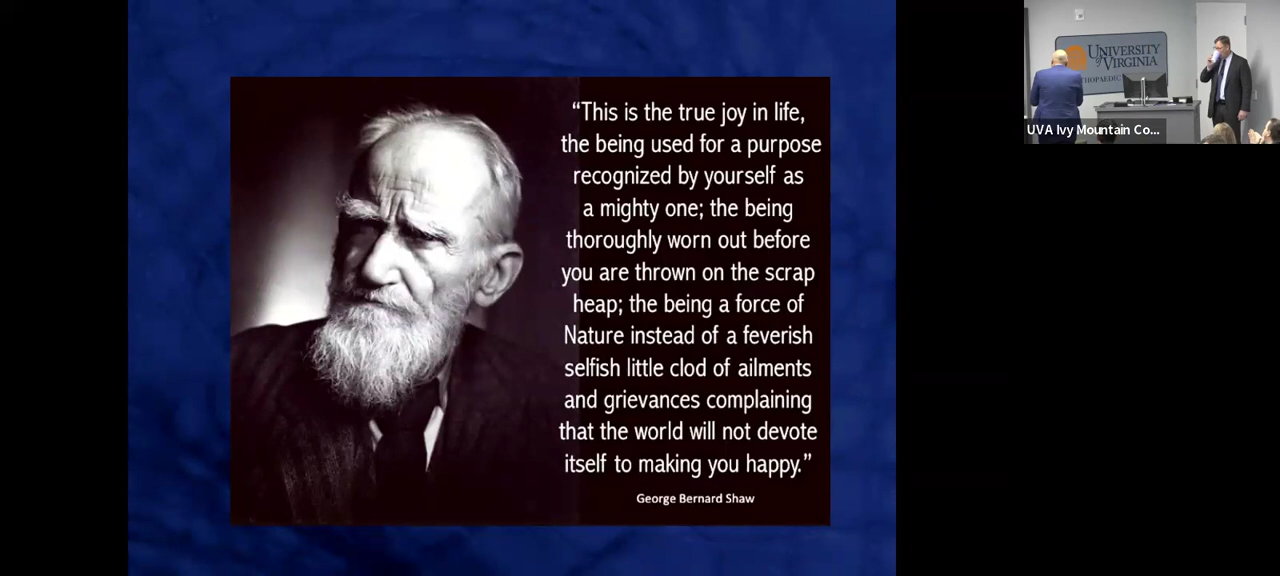 “This is the true joy in life,
the being used for a purpose
recognized by yourself as
a mighty one; the being
thoroughly worn out before
you are thrown on the scrap
heap; the being a force of
Nature instead of a feverish
selfish little clod of ailments
and grievances complaining
that the world will not devote
itself to making you happy.”
George Bernard Shaw
UNIVERSITY
of VIRGINIA
UVA Ivy Mountain Co...